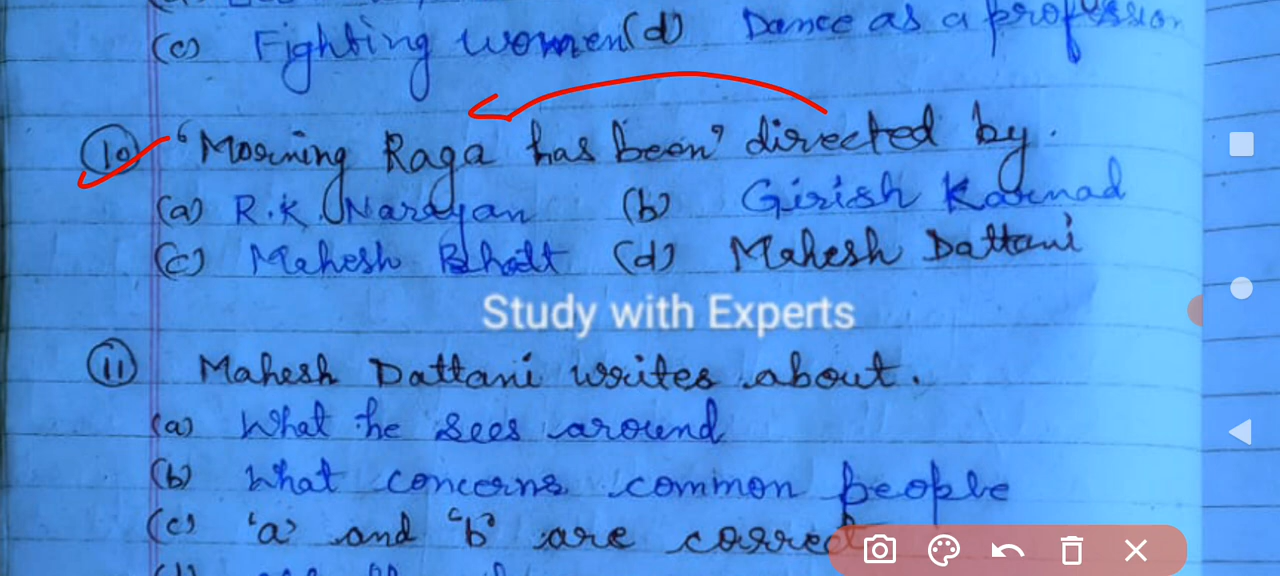 (c) Fighting women (d) Dance as a profession
(10) 'Morning Raga has been' directed by.
(a) R.K. Narayan (b) Girish Karnad
(c) Mahesh Bhatt (d) Mahesh Dattani
Study with Experts
(11) Mahesh Dattani writes about.
(a) What he sees around
(b) What concerns common people
(c) 'a' and 'b' are correct